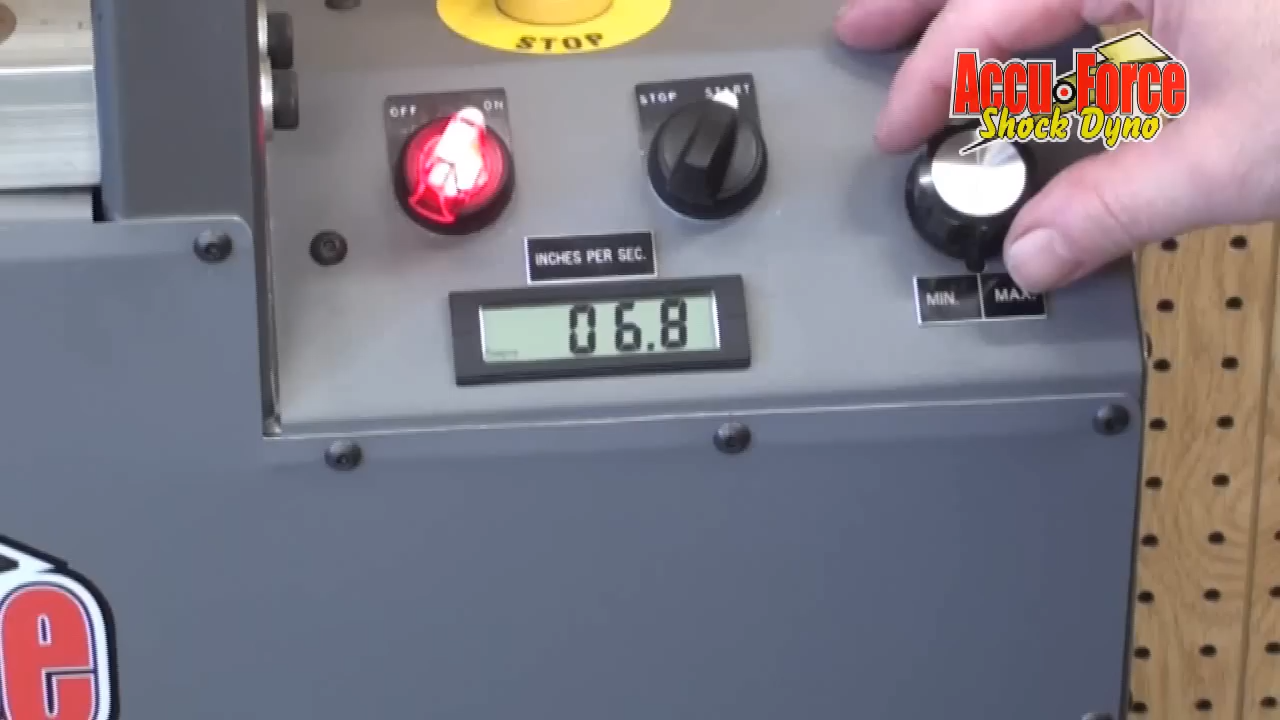 STOP
Accu-Force
Shock Dyno
OFF ON
STOP START
INCHES PER SEC.
06.8
MIN. MAX.
e